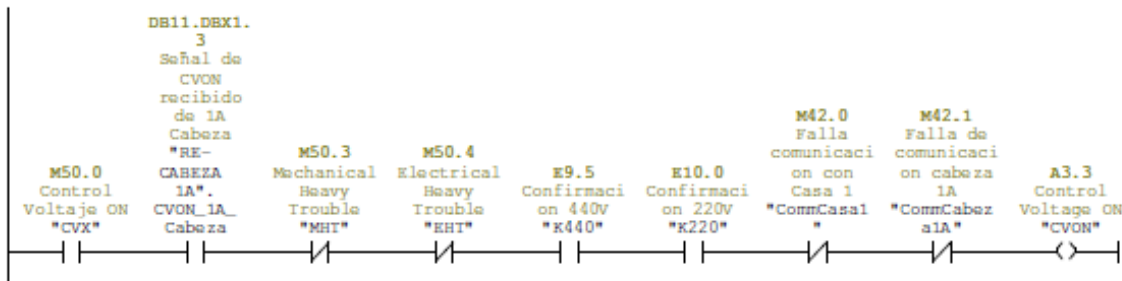 M50.0
Control
Voltaje ON
"CVX"
DB11.DBX1.
3
Señal de
CVON
recibido
de 1A
Cabeza
"RE-
CABEZA
1A".
CVON_1A_
Cabeza
M50.3
Mechanical
Heavy
Trouble
"MHT"
M50.4
Electrical
Heavy
Trouble
"EHT"
E9.5
Confirmaci
on 440V
"K440"
E10.0
Confirmaci
on 220V
"K220"
M42.0
Falla
comunicaci
on con
Casa 1
"CommCasa1
"
M42.1
Falla de
comunicaci
on cabeza
1A
"CommCabez
a1A"
A3.3
Control
Voltage ON
"CVON"